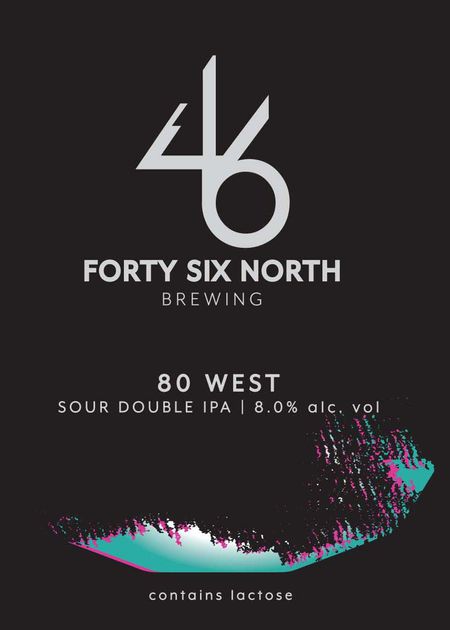 46
FORTY SIX NORTH
BREWING
80 WEST
SOUR DOUBLE IPA | 8.0% alc. vol
contains lactose